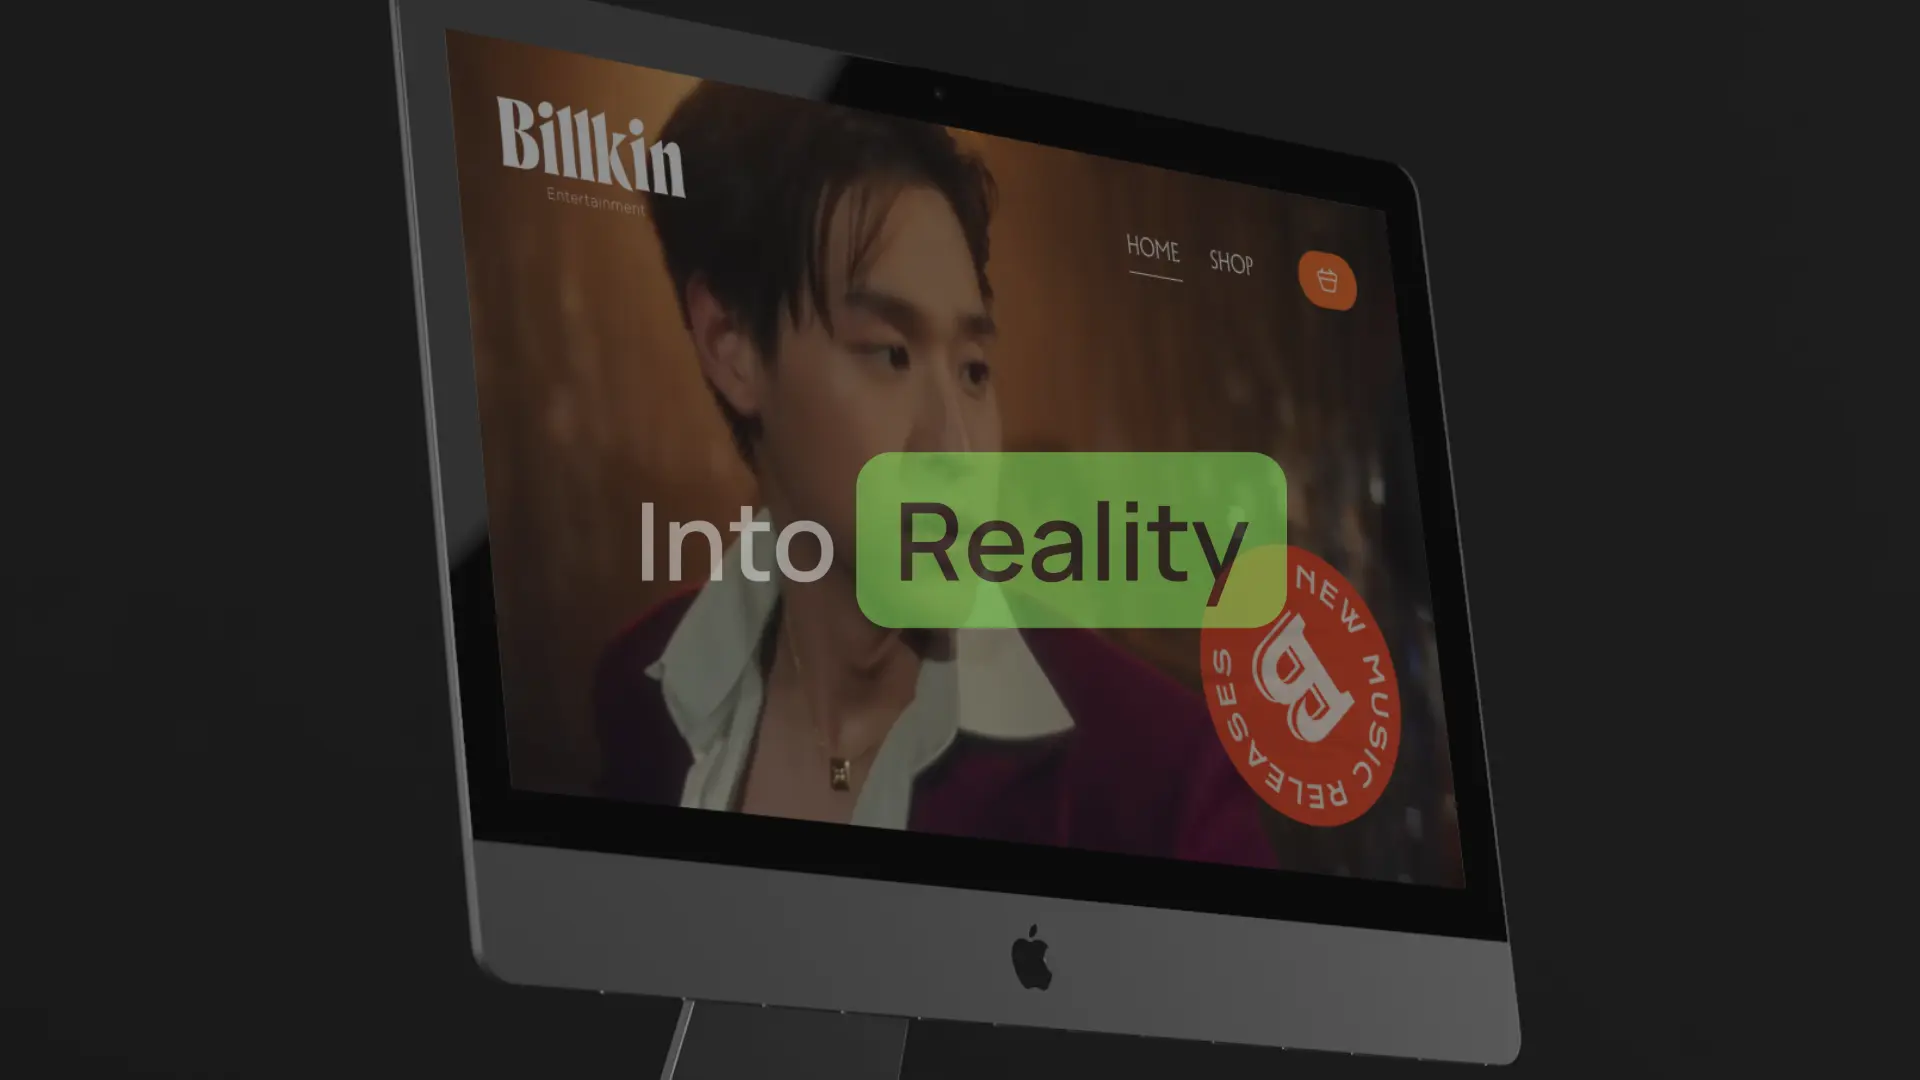 Billkin
Entertainment
HOME SHOP
Into Reality
NEW MUSIC RELEASES
B